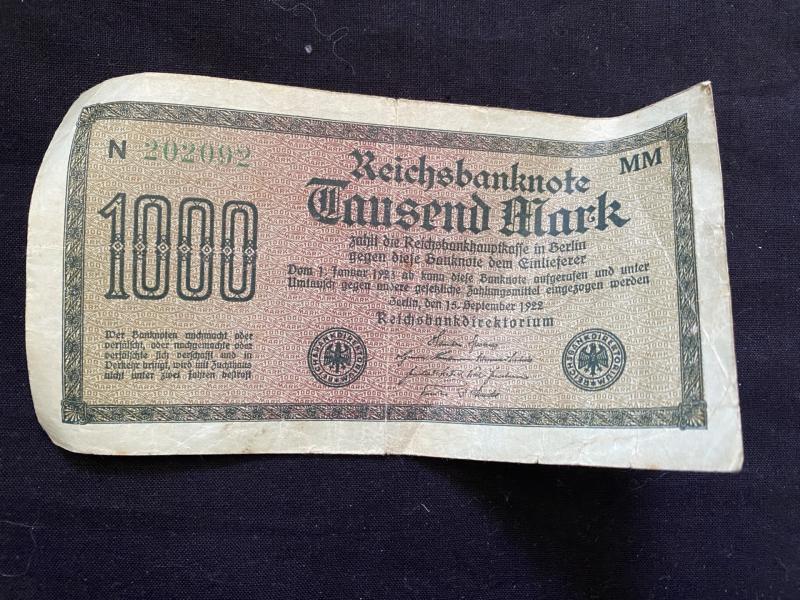 N 202092
MM
Reichsbanknote
Tausend Mark
1000
zahlt die Reichsbankhauptkasse in Berlin
gegen diese Banknote dem Einlieferer
Dom 1. Januar 1923 ab kann diese Banknote aufgerufen und unter
Umtausch gegen andere gesetzliche Zahlungsmittel eingezogen werden
Berlin, den 15. September 1922
Reichsbankdirektorium
Wer Banknoten nachmacht oder
verfälscht, oder nachgemachte oder
verfälschte sich verschafft und in
Verkehr bringt, wird mit Zuchthaus
nicht unter zwei Jahren bestraft
REICHSBANKDIREKTORIUM
REICHSBANKDIREKTORIUM